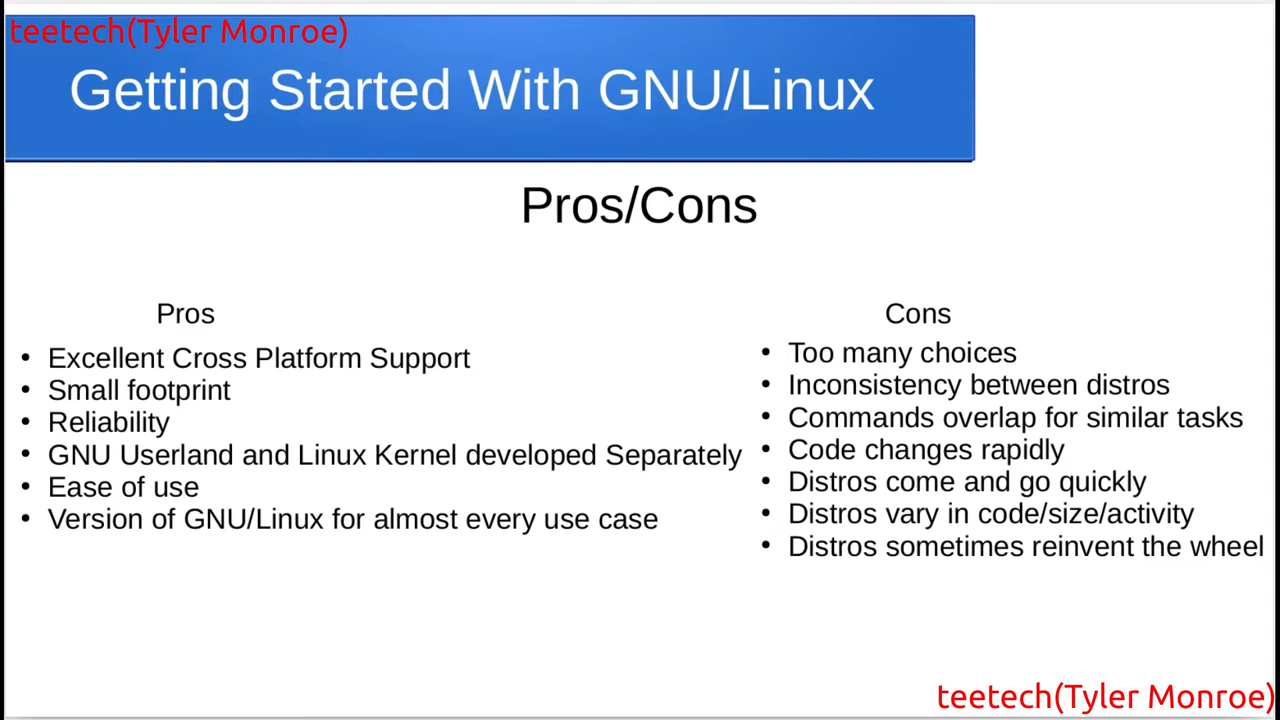 teetech(Tyler Monroe)
Getting Started With GNU/Linux
Pros/Cons
Pros
• Excellent Cross Platform Support
• Small footprint
• Reliability
• GNU Userland and Linux Kernel developed Separately
• Ease of use
• Version of GNU/Linux for almost every use case
Cons
• Too many choices
• Inconsistency between distros
• Commands overlap for similar tasks
• Code changes rapidly
• Distros come and go quickly
• Distros vary in code/size/activity
• Distros sometimes reinvent the wheel
teetech(Tyler Monroe)